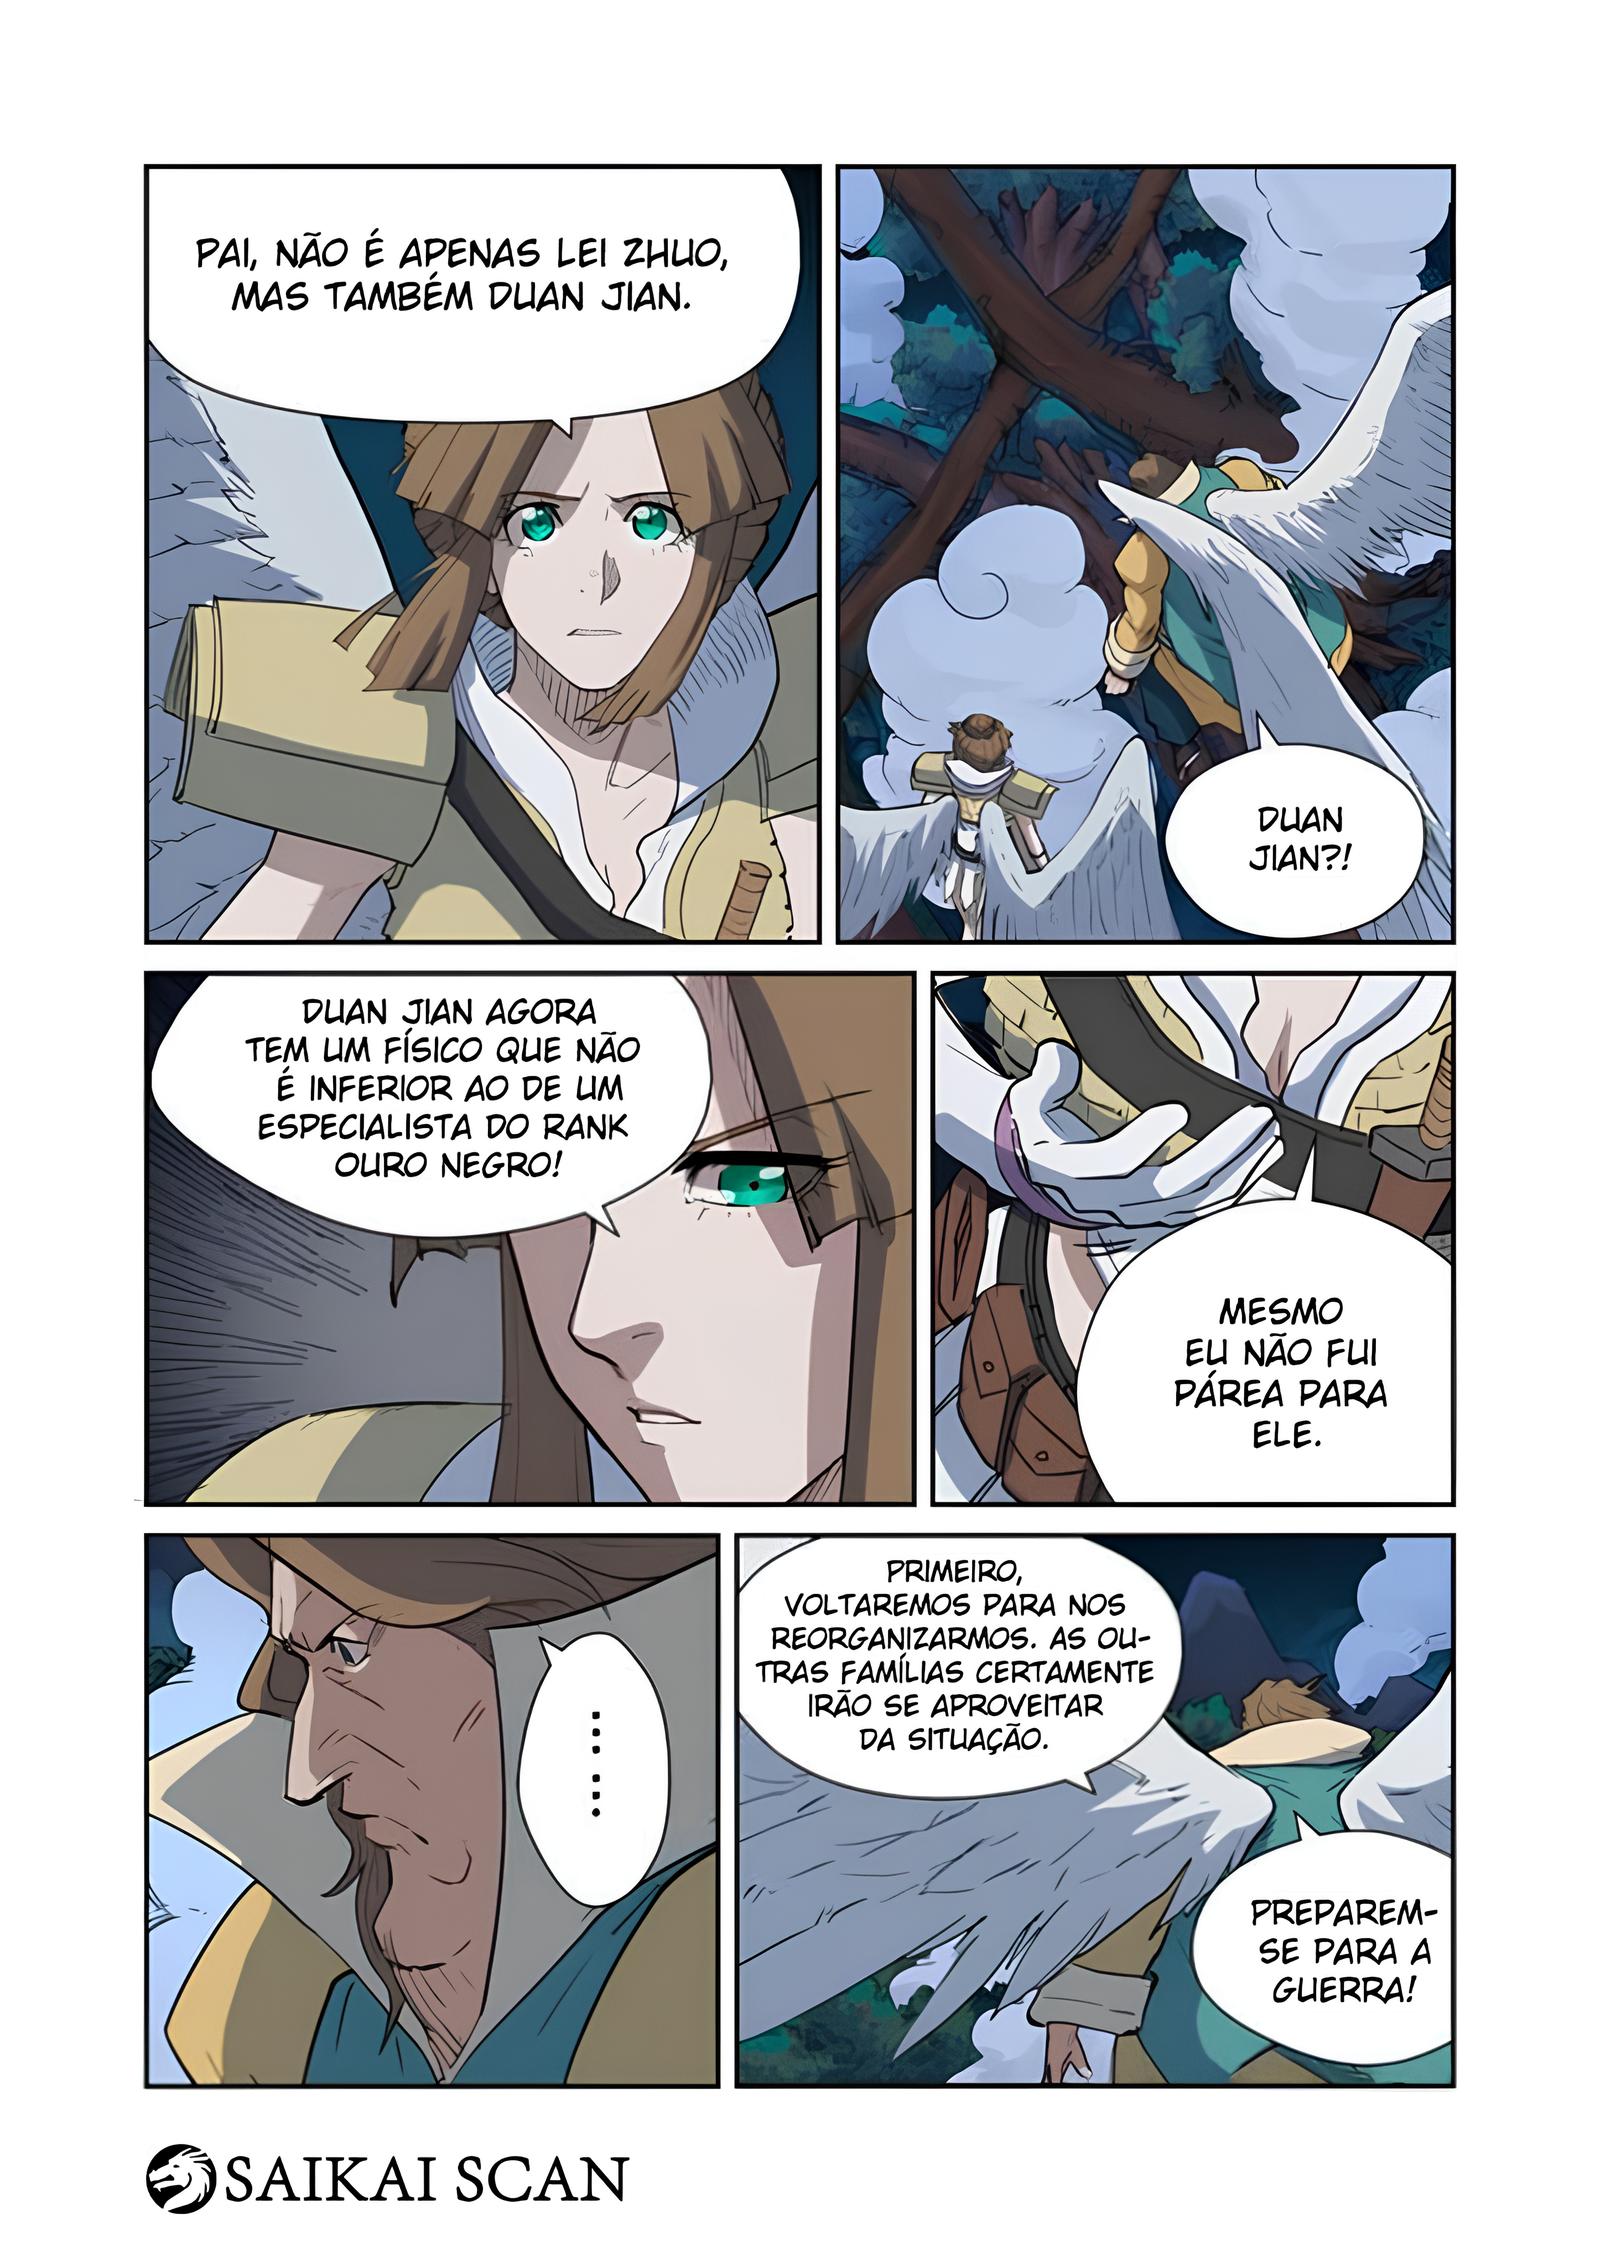 PAI, NÃO É APENAS LEI ZHUO,
MAS TAMBÉM DUAN JIAN.
DUAN
JIAN?!
DUAN JIAN AGORA
TEM UM FÍSICO QUE NÃO
É INFERIOR AO DE UM
ESPECIALISTA DO RANK
OURO NEGRO!
MESMO
EU NÃO FUI
PÁREA PARA
ELE.
......
PRIMEIRO,
VOLTAREMOS PARA NOS
REORGANIZARMOS. AS OU-
TRAS FAMÍLIAS CERTAMENTE
IRÃO SE APROVEITAR
DA SITUAÇÃO.
PREPAREM-
SE PARA A
GUERRA!
SAIKAI SCAN